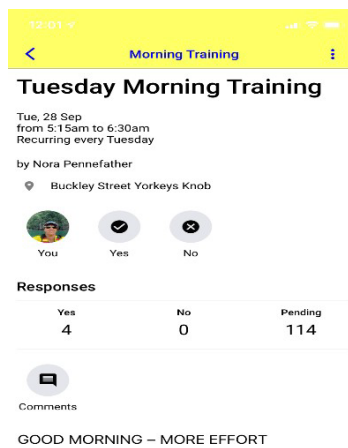 12:01
Morning Training
Tuesday Morning Training
Tue, 28 Sep
from 5:15am to 6:30am
Recurring every Tuesday
by Nora Pennefather
Buckley Street Yorkeys Knob
You Yes No
Responses
Yes No Pending
4 0 114
Comments
GOOD MORNING – MORE EFFORT